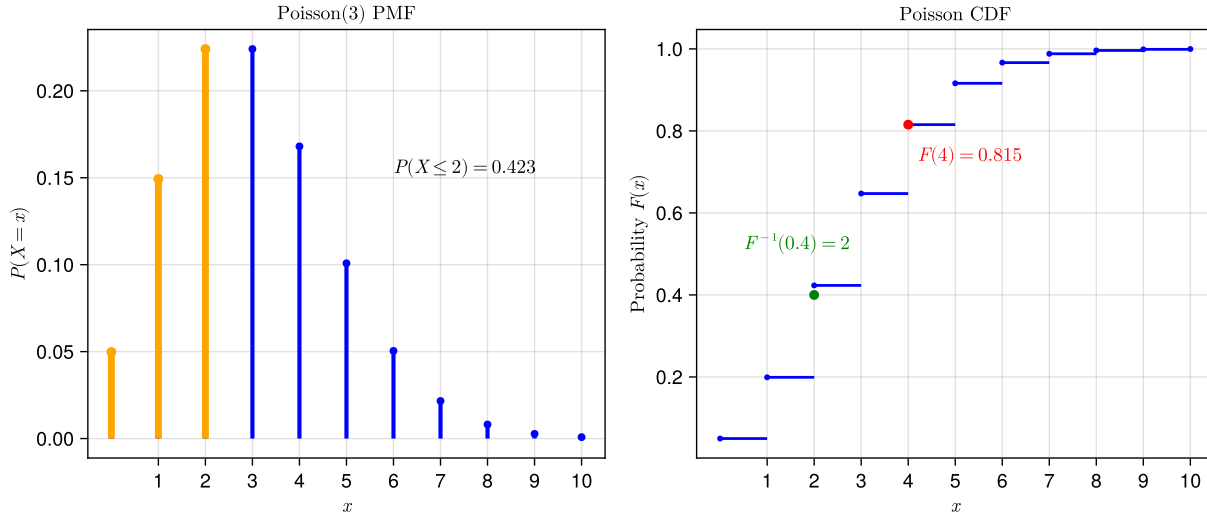 Poisson(3) PMF
P(X = x)
0.20
0.15
0.10
0.05
0.00
P(X ≤ 2) = 0.423
1 2 3 4 5 6 7 8 9 10
x
Poisson CDF
Probability F(x)
1.0
0.8
0.6
0.4
0.2
F(4) = 0.815
F⁻¹(0.4) = 2
1 2 3 4 5 6 7 8 9 10
x